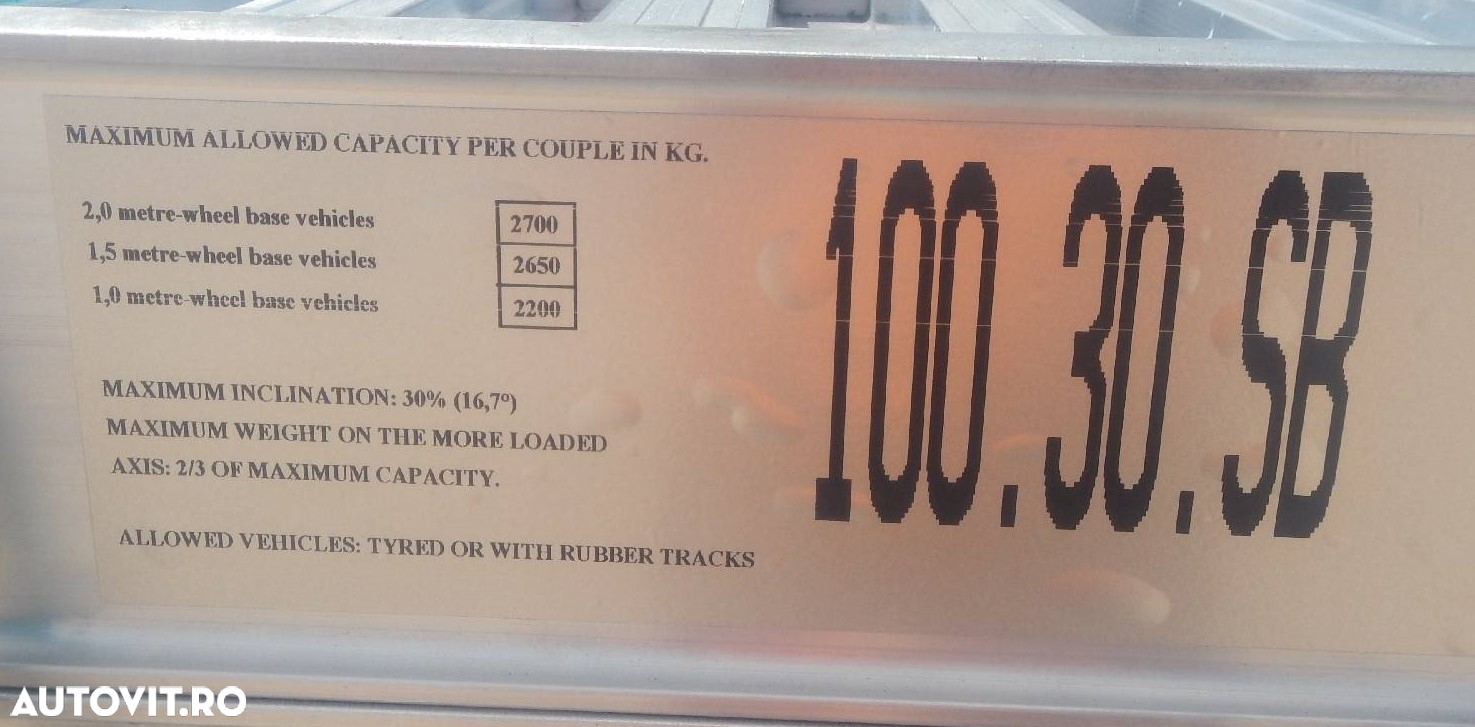 MAXIMUM ALLOWED CAPACITY PER COUPLE IN KG.
2,0 metre-wheel base vehicles 2700
1,5 metre-wheel base vehicles 2650
1,0 metre-wheel base vehicles 2200
MAXIMUM INCLINATION: 30% (16,7º)
MAXIMUM WEIGHT ON THE MORE LOADED
AXIS: 2/3 OF MAXIMUM CAPACITY.
ALLOWED VEHICLES: TYRED OR WITH RUBBER TRACKS
100.30.SB
AUTOVIT.RO